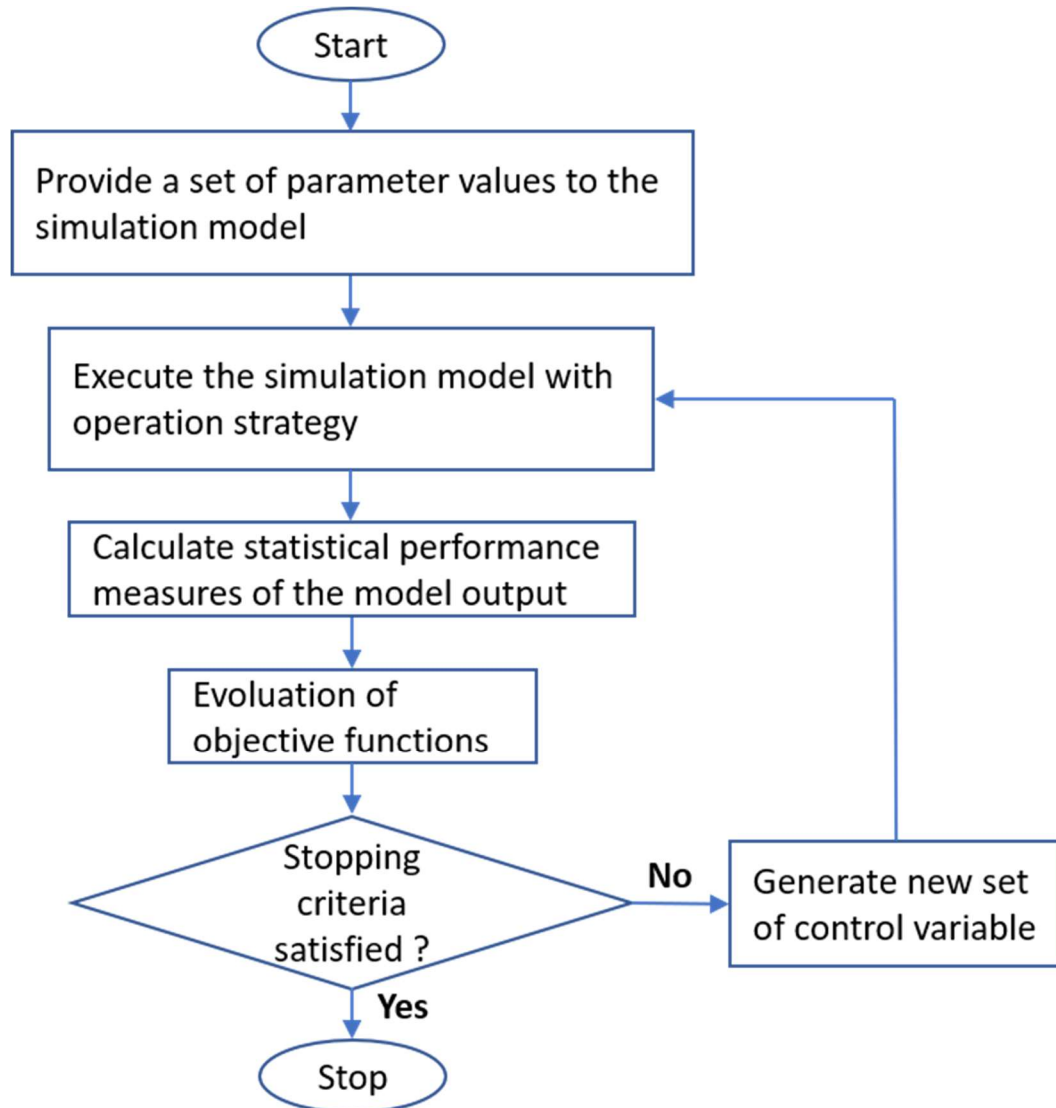 Start
Provide a set of parameter values to the
simulation model
Execute the simulation model with
operation strategy
Calculate statistical performance
measures of the model output
Evoluation of
objective functions
Stopping
criteria
satisfied ?
No
Generate new set
of control variable
Yes
Stop